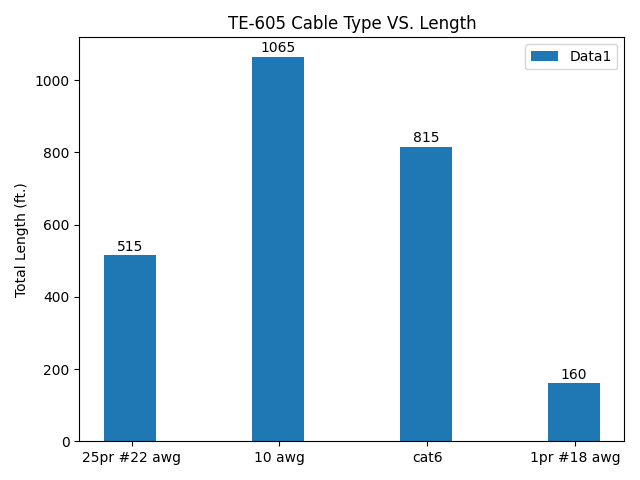 TE-605 Cable Type VS. Length
Data1
Total Length (ft.)
1000
800
600
400
200
0
515
1065
815
160
25pr #22 awg
10 awg
cat6
1pr #18 awg